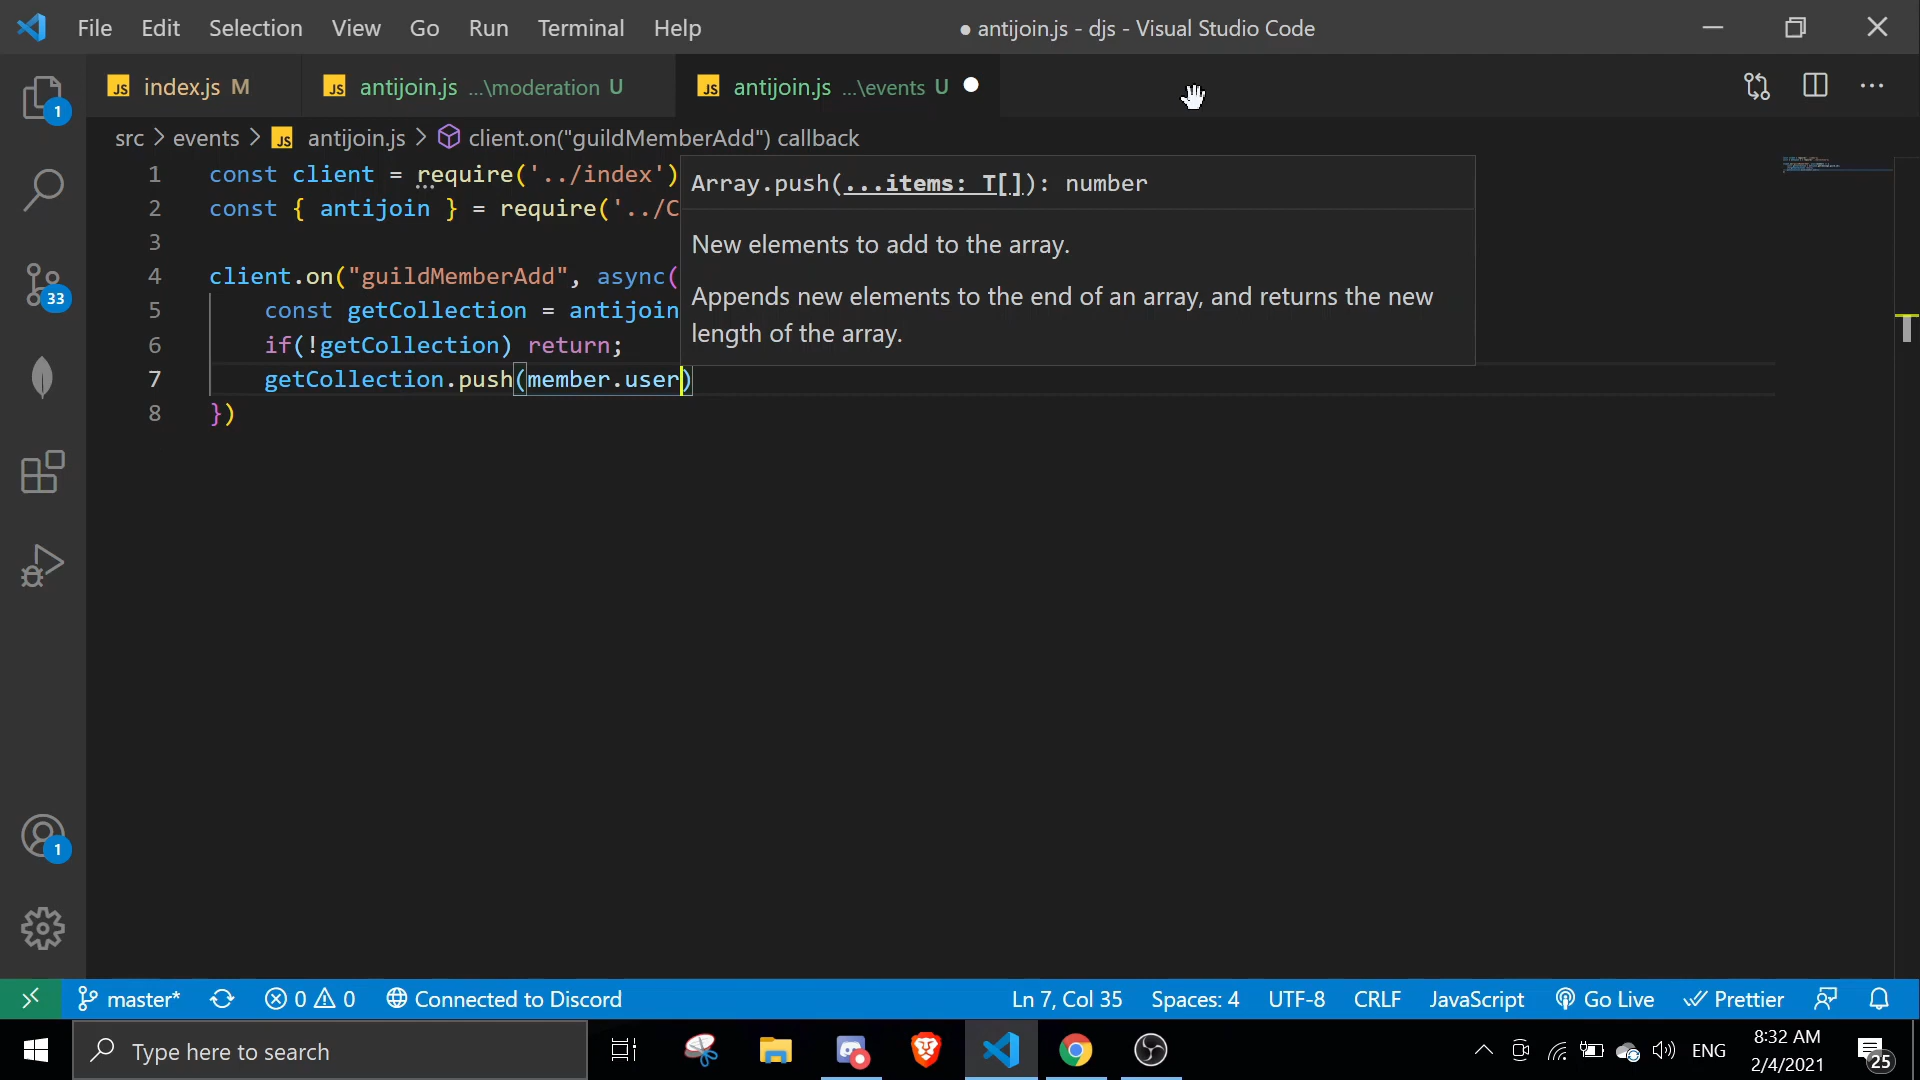 File Edit Selection View Go Run Terminal Help
● antijoin.js - djs - Visual Studio Code
JS index.js M
JS antijoin.js ...\moderation U
JS antijoin.js ...\events U ●
src > events > JS antijoin.js > client.on("guildMemberAdd") callback
1 const client = require('../index')
2 const { antijoin } = require('../C
3
4 client.on("guildMemberAdd", async(
5 const getCollection = antijoin
6 if(!getCollection) return;
7 getCollection.push(member.user)
8 })
Array.push(...items: T[]): number
New elements to add to the array.
Appends new elements to the end of an array, and returns the new
length of the array.
1
33
1
master* 0 0 Connected to Discord Ln 7, Col 35 Spaces: 4 UTF-8 CRLF JavaScript Go Live Prettier
Type here to search
ENG
8:32 AM
2/4/2021
25